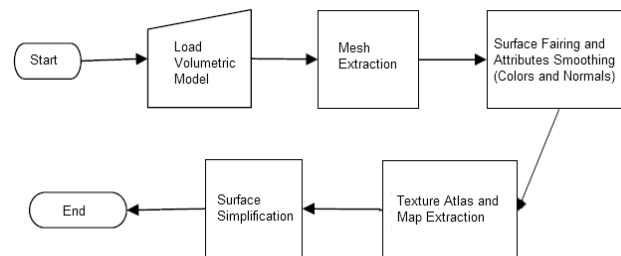 Start
Load
Volumetric
Model
Mesh
Extraction
Surface Fairing and
Attributes Smoothing
(Colors and Normals)
End
Surface
Simplification
Texture Atlas and
Map Extraction